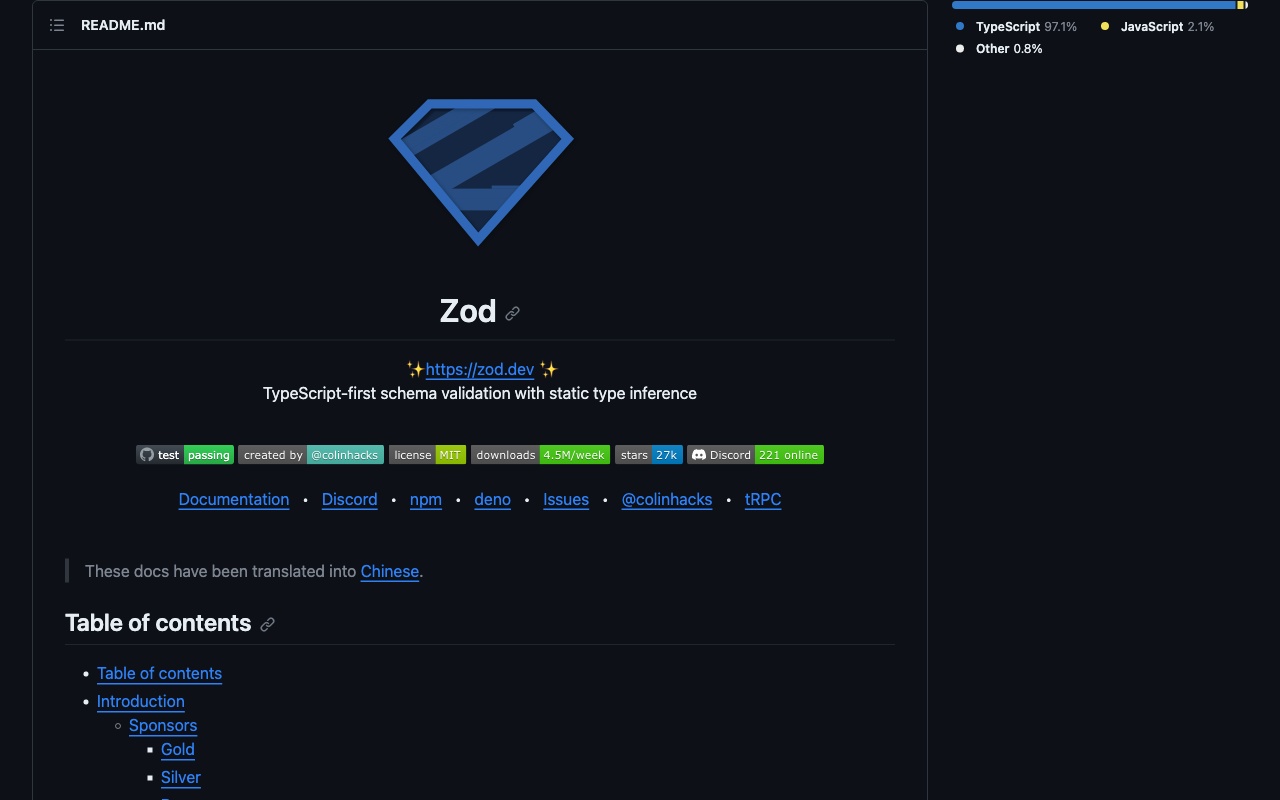 README.md
TypeScript 97.1% JavaScript 2.1%
Other 0.8%
Zod
✨https://zod.dev ✨
TypeScript-first schema validation with static type inference
test passing created by @colinhacks license MIT downloads 4.5M/week stars 27k Discord 221 online
Documentation • Discord • npm • deno • Issues • @colinhacks • tRPC
These docs have been translated into Chinese.
Table of contents
Table of contents
Introduction
Sponsors
Gold
Silver